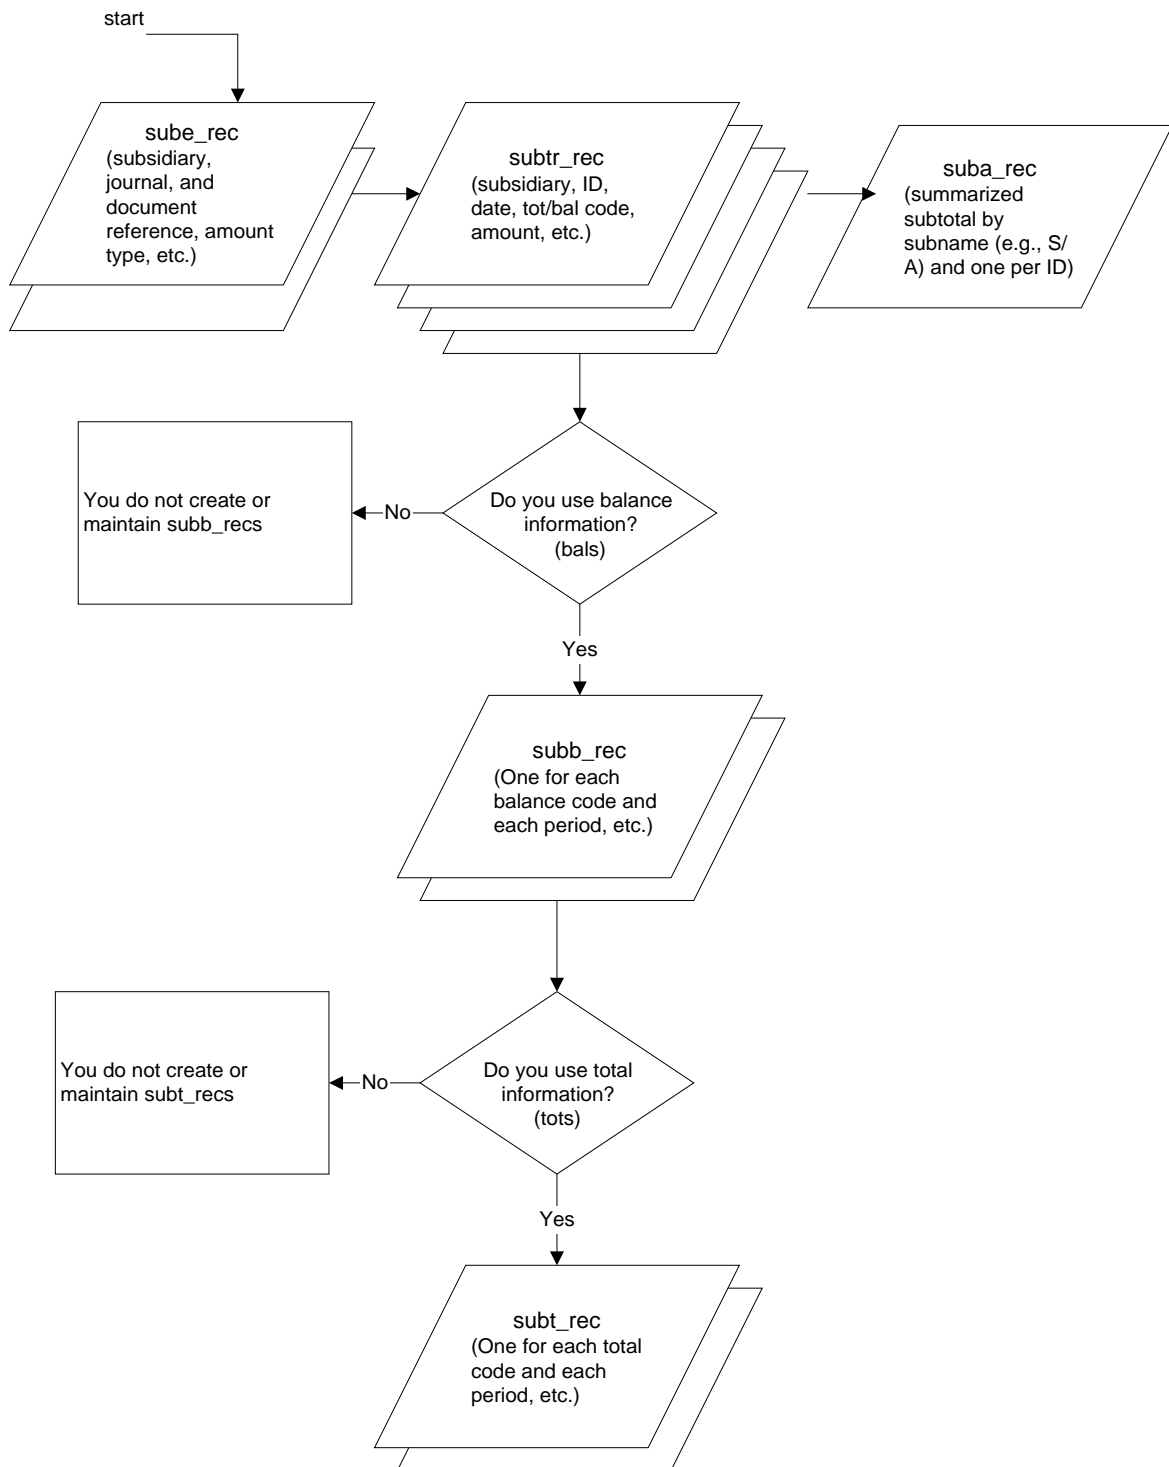 start
sube_rec
(subsidiary,
journal, and
document
reference, amount
type, etc.)
subtr_rec
(subsidiary, ID,
date, tot/bal code,
amount, etc.)
suba_rec
(summarized
subtotal by
subname (e.g., S/
A) and one per ID)
You do not create or
maintain subb_recs
No
Do you use balance
information?
(bals)
Yes
subb_rec
(One for each
balance code and
each period, etc.)
You do not create or
maintain subt_recs
No
Do you use total
information?
(tots)
Yes
subt_rec
(One for each total
code and each
period, etc.)